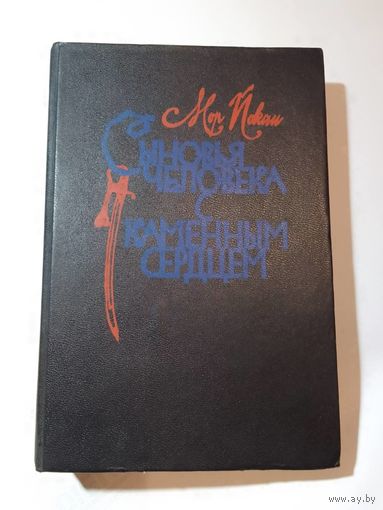 Мор Йокаи
Сыновья
человека
с
каменным
сердцем
www.ay.by